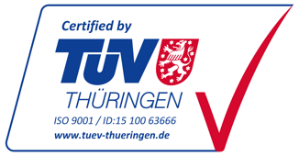 Certified by
TÜV
THÜRINGEN
ISO 9001 / ID:15 100 63666
www.tuev-thueringen.de